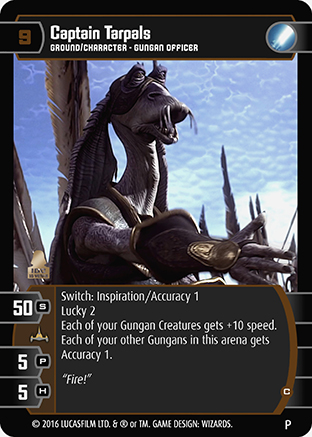 9
Captain Tarpals
GROUND/CHARACTER - GUNGAN OFFICER
50 S
Switch: Inspiration/Accuracy 1
Lucky 2
Each of your Gungan Creatures gets +10 speed.
Each of your other Gungans in this arena gets
Accuracy 1.
5 P
"Fire!"
5 H
C
© 2016 LUCASFILM LTD. & ® or TM. GAME DESIGN: WIZARDS.
P